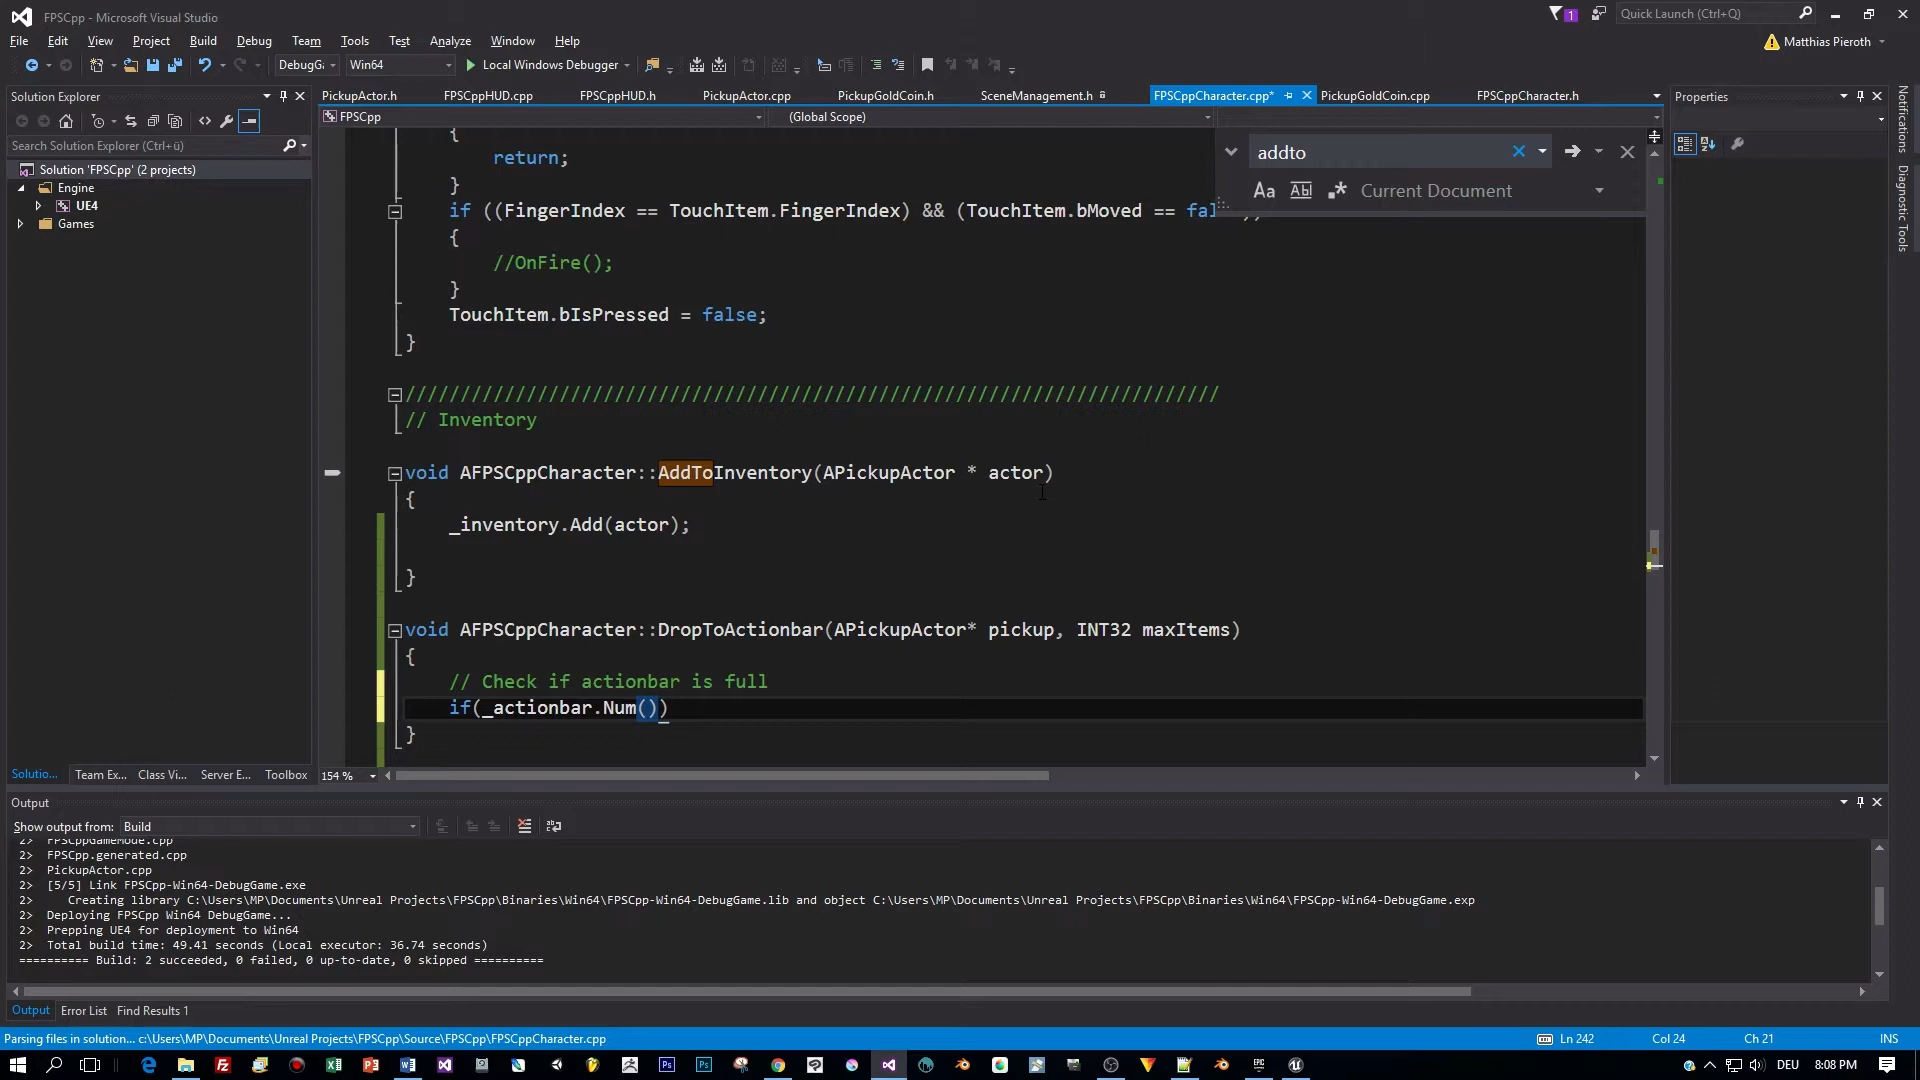 FPSCpp - Microsoft Visual Studio
1
Quick Launch (Ctrl+Q)
File Edit View Project Build Debug Team Tools Test Analyze Window Help
Matthias Pieroth
DebugG Win64 Local Windows Debugger
Solution Explorer
PickupActor.h FPSCppHUD.cpp FPSCppHUD.h PickupActor.cpp PickupGoldCoin.h SceneManagement.h FPSCppCharacter.cpp* PickupGoldCoin.cpp FPSCppCharacter.h
Properties
Notifications
Diagnostic Tools
FPSCpp (Global Scope)
Search Solution Explorer (Ctrl+ü)
Solution 'FPSCpp' (2 projects)
Engine
UE4
Games
addto
Aa Abl Current Document
{
return;
}
if ((FingerIndex == TouchItem.FingerIndex) && (TouchItem.bMoved == fal
{
//OnFire();
}
TouchItem.bIsPressed = false;
}
///////////////////////////////////////////////////////////////////////////
// Inventory
void AFPSCppCharacter::AddToInventory(APickupActor * actor)
{
_inventory.Add(actor);
}
void AFPSCppCharacter::DropToActionbar(APickupActor* pickup, INT32 maxItems)
{
// Check if actionbar is full
if(_actionbar.Num())
}
Solutio... Team Ex... Class Vi... Server E... Toolbox
154 %
Output
Show output from: Build
2> FPSCppGameMode.cpp
2> FPSCpp.generated.cpp
2> PickupActor.cpp
2> [5/5] Link FPSCpp-Win64-DebugGame.exe
2> Creating library C:\Users\MP\Documents\Unreal Projects\FPSCpp\Binaries\Win64\FPSCpp-Win64-DebugGame.lib and object C:\Users\MP\Documents\Unreal Projects\FPSCpp\Binaries\Win64\FPSCpp-Win64-DebugGame.exp
2> Deploying FPSCpp Win64 DebugGame...
2> Prepping UE4 for deployment to Win64
2> Total build time: 49.41 seconds (Local executor: 36.74 seconds)
========== Build: 2 succeeded, 0 failed, 0 up-to-date, 0 skipped ==========
Output Error List Find Results 1
Parsing files in solution... c:\Users\MP\Documents\Unreal Projects\FPSCpp\Source\FPSCpp\FPSCppCharacter.cpp
Ln 242 Col 24 Ch 21 INS
DEU 8:08 PM